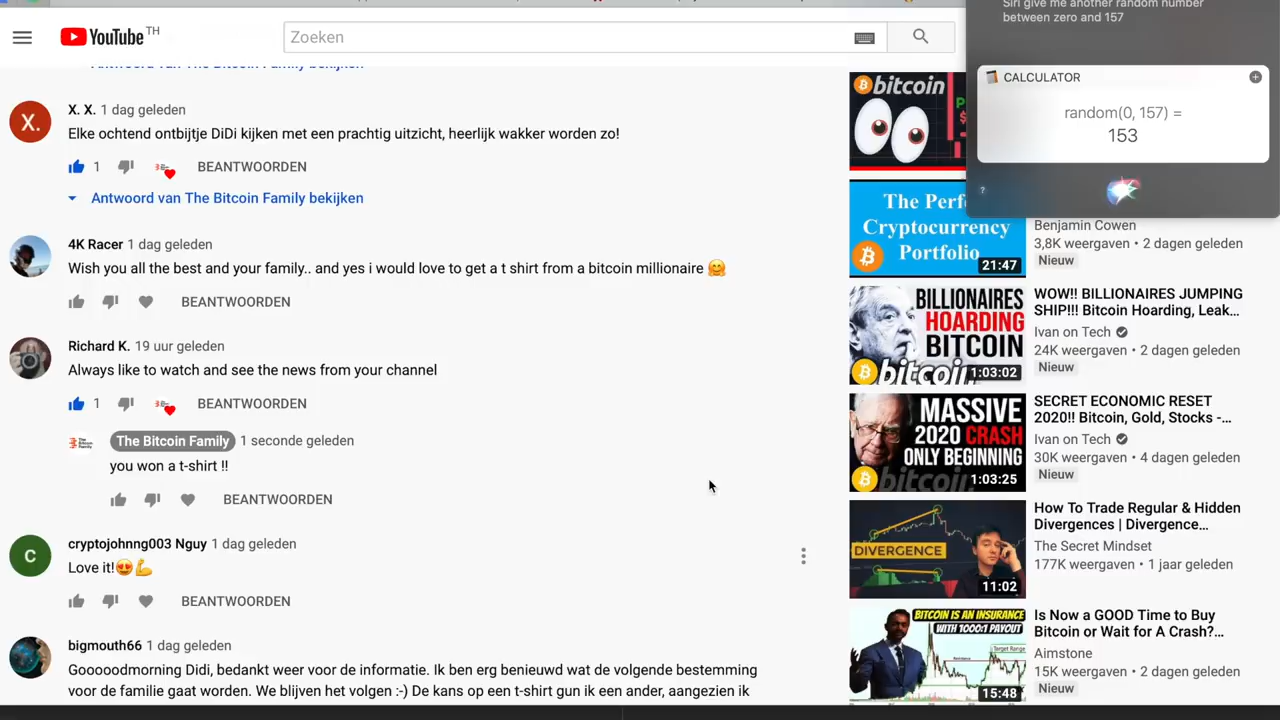 Siri give me another random number
between zero and 157
YouTube TH
Zoeken
CALCULATOR
random(0, 157) =
153
?
Antwoord van The Bitcoin Family bekijken
X.
X. X. 1 dag geleden
Elke ochtend ontbijtje DiDi kijken met een prachtig uitzicht, heerlijk wakker worden zo!
1 BEANTWOORDEN
Antwoord van The Bitcoin Family bekijken
4K Racer 1 dag geleden
Wish you all the best and your family.. and yes i would love to get a t shirt from a bitcoin millionaire 🤗
BEANTWOORDEN
Richard K. 19 uur geleden
Always like to watch and see the news from your channel
1 BEANTWOORDEN
The Bitcoin Family 1 seconde geleden
you won a t-shirt !!
BEANTWOORDEN
C
cryptojohnng003 Nguy 1 dag geleden
Love it!😍💪
BEANTWOORDEN
bigmouth66 1 dag geleden
Gooooodmorning Didi, bedankt weer voor de informatie. Ik ben erg benieuwd wat de volgende bestemming
voor de familie gaat worden. We blijven het volgen :-) De kans op een t-shirt gun ik een ander, aangezien ik
bitcoin
The
Cryptocurrency
Portfolio
21:47
Benjamin Cowen
3,8K weergaven • 2 dagen geleden
Nieuw
BILLIONAIRES
HOARDING
BITCOIN
bitcoin
1:03:02
WOW!! BILLIONAIRES JUMPING
SHIP!!! Bitcoin Hoarding, Leak...
Ivan on Tech
24K weergaven • 2 dagen geleden
Nieuw
MASSIVE
2020 CRASH
ONLY BEGINNING
bitcoin
1:03:25
SECRET ECONOMIC RESET
2020!! Bitcoin, Gold, Stocks -...
Ivan on Tech
30K weergaven • 4 dagen geleden
Nieuw
DIVERGENCE
11:02
How To Trade Regular & Hidden
Divergences | Divergence...
The Secret Mindset
177K weergaven • 1 jaar geleden
BITCOIN IS AN INSURANCE
WITH 1000:1 PAYOUT
Target Range
15:48
Is Now a GOOD Time to Buy
Bitcoin or Wait for A Crash?...
Aimstone
15K weergaven • 2 dagen geleden
Nieuw